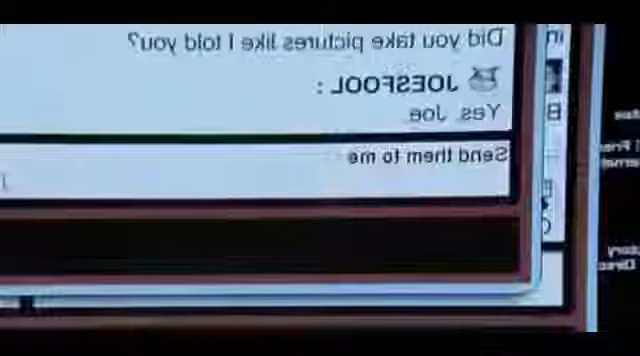 Did you take pictures like I told you?
JOESFOOL :
Yes. Joe.
Send them to me